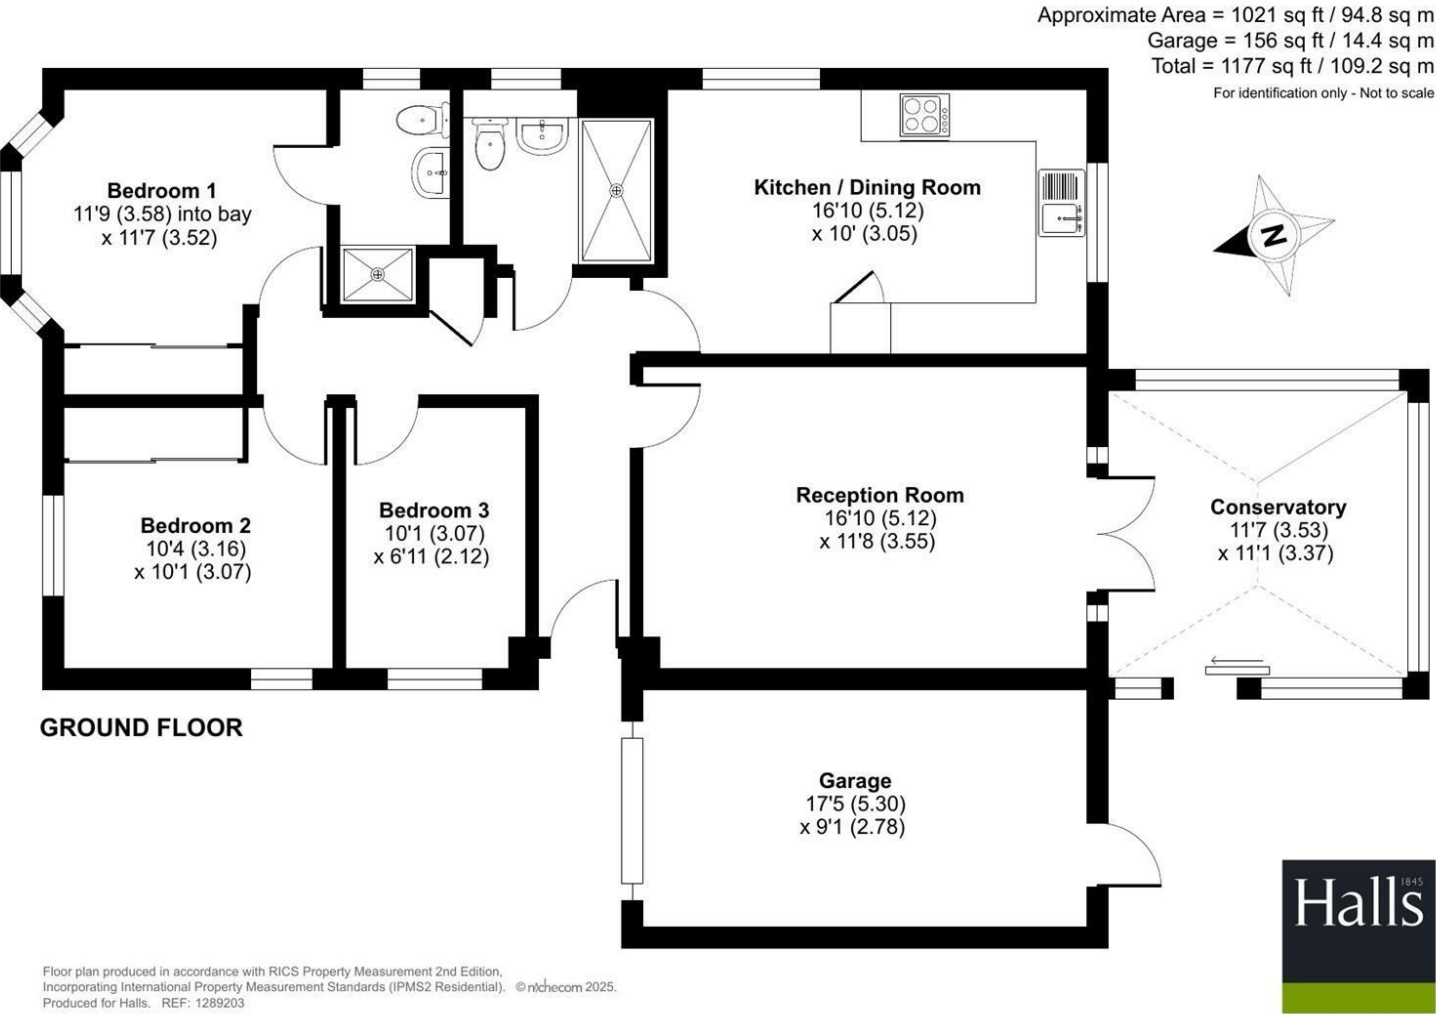 Approximate Area = 1021 sq ft / 94.8 sq m
Garage = 156 sq ft / 14.4 sq m
Total = 1177 sq ft / 109.2 sq m
For identification only - Not to scale
Bedroom 1
11'9 (3.58) into bay
x 11'7 (3.52)
Kitchen / Dining Room
16'10 (5.12)
x 10' (3.05)
N
Bedroom 2
10'4 (3.16)
x 10'1 (3.07)
Bedroom 3
10'1 (3.07)
x 6'11 (2.12)
Reception Room
16'10 (5.12)
x 11'8 (3.55)
Conservatory
11'7 (3.53)
x 11'1 (3.37)
GROUND FLOOR
Garage
17'5 (5.30)
x 9'1 (2.78)
1845
Halls
Floor plan produced in accordance with RICS Property Measurement 2nd Edition,
Incorporating International Property Measurement Standards (IPMS2 Residential). © nichecom 2025.
Produced for Halls. REF: 1289203